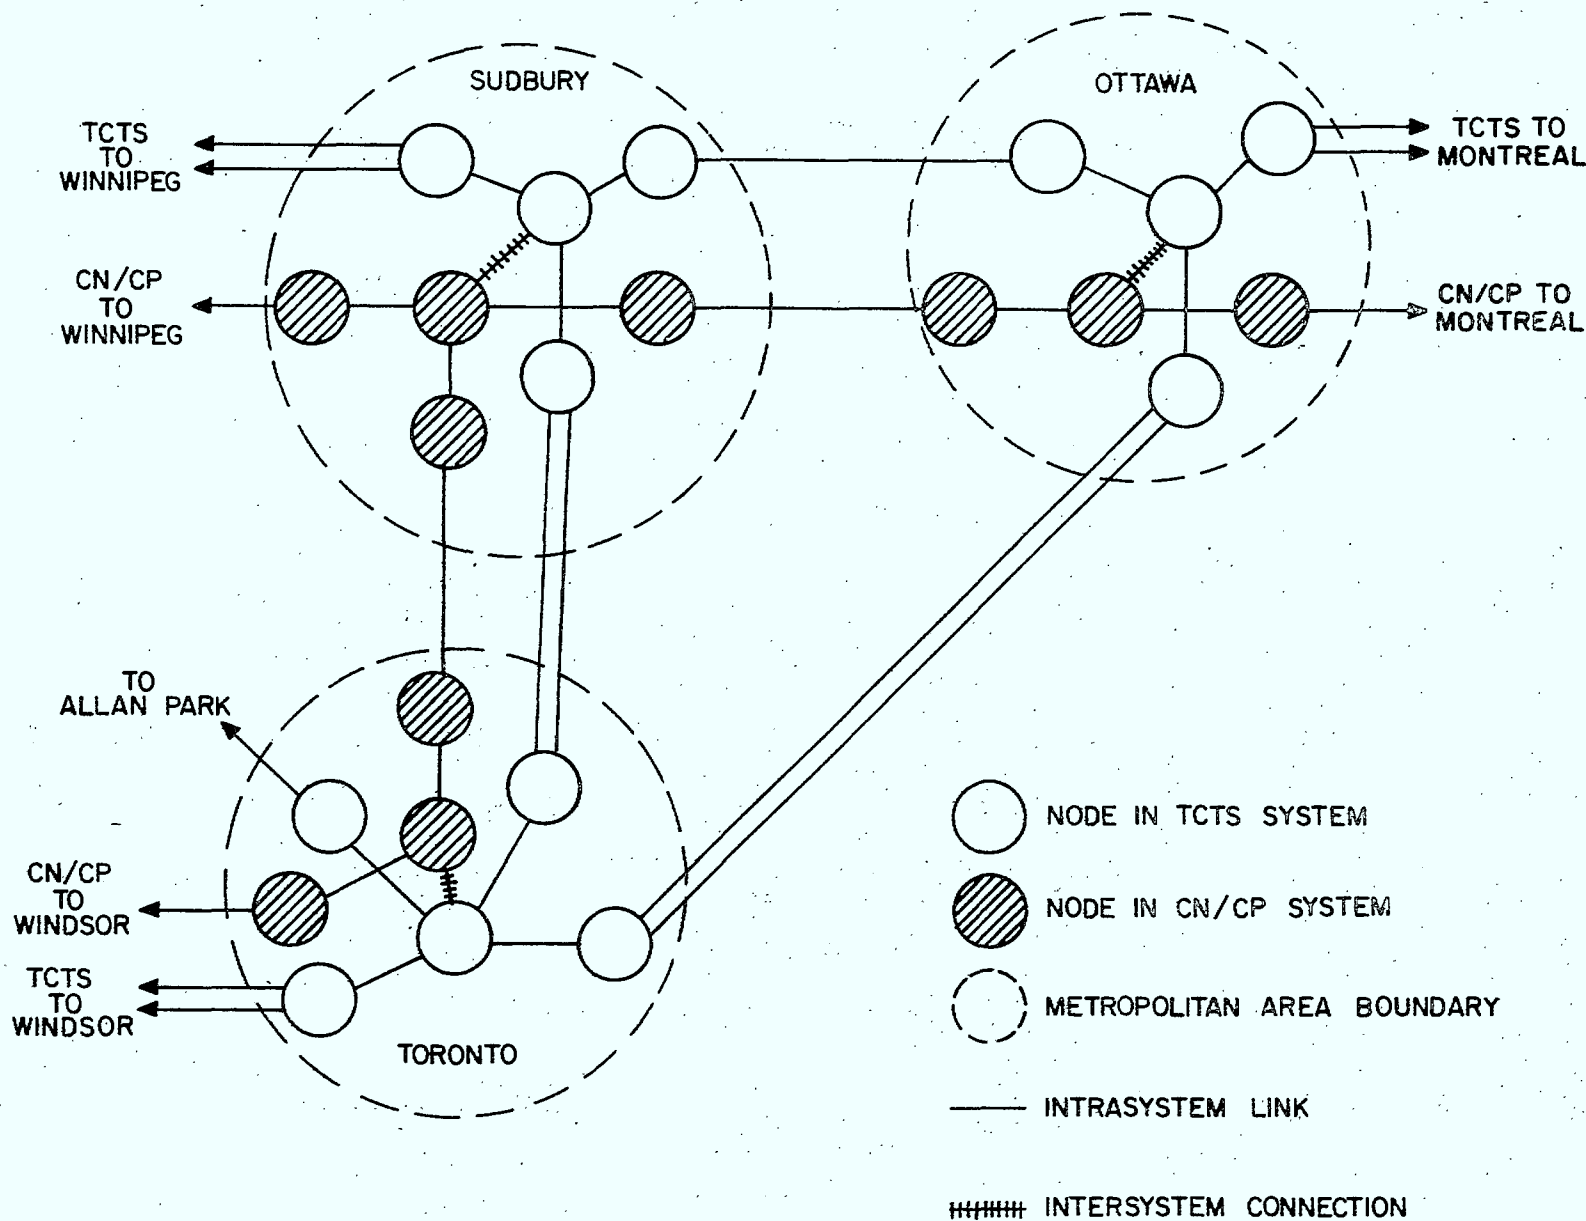 SUDBURY
OTTAWA
TCTS
TO
WINNIPEG
TCTS TO
MONTREAL
CN/CP
TO
WINNIPEG
CN/CP TO
MONTREAL
TO
ALLAN PARK
CN/CP
TO
WINDSOR
TCTS
TO
WINDSOR
TORONTO
NODE IN TCTS SYSTEM
NODE IN CN/CP SYSTEM
METROPOLITAN AREA BOUNDARY
INTRASYSTEM LINK
INTERSYSTEM CONNECTION